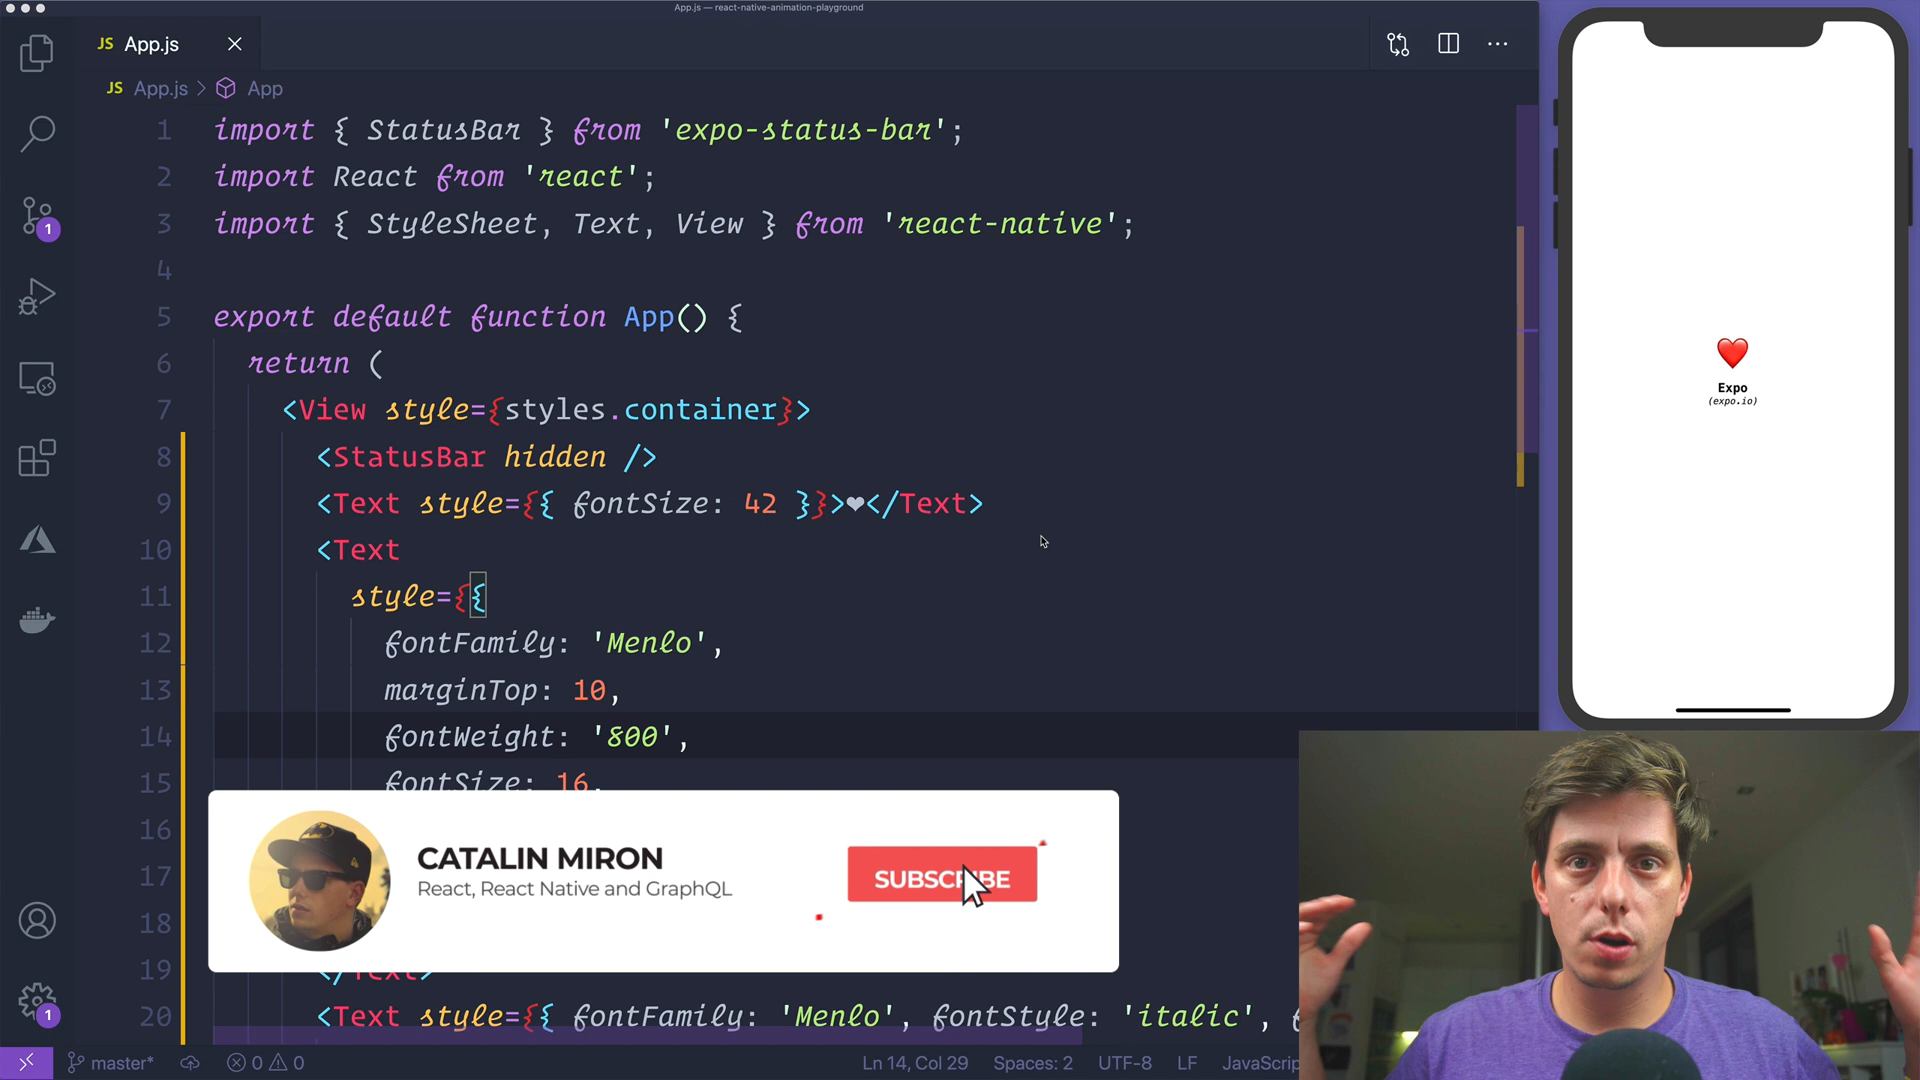 App.js — react-native-animation-playground
JS App.js
JS App.js > App
1 import { StatusBar } from 'expo-status-bar';
2 import React from 'react';
3 import { StyleSheet, Text, View } from 'react-native';
4
5 export default function App() {
6 return (
7 <View style={styles.container}>
8 <StatusBar hidden />
9 <Text style={{ fontSize: 42 }}>❤</Text>
10 <Text
11 style={{
12 fontFamily: 'Menlo',
13 marginTop: 10,
14 fontWeight: '800',
15 fontSize: 16,
16
17
18
19 </Text>
20 <Text style={{ fontFamily: 'Menlo', fontStyle: 'italic',
1
1
CATALIN MIRON
React, React Native and GraphQL
SUBSCRIBE
Expo
(expo.io)
master* 0 0 Ln 14, Col 29 Spaces: 2 UTF-8 LF JavaScrip